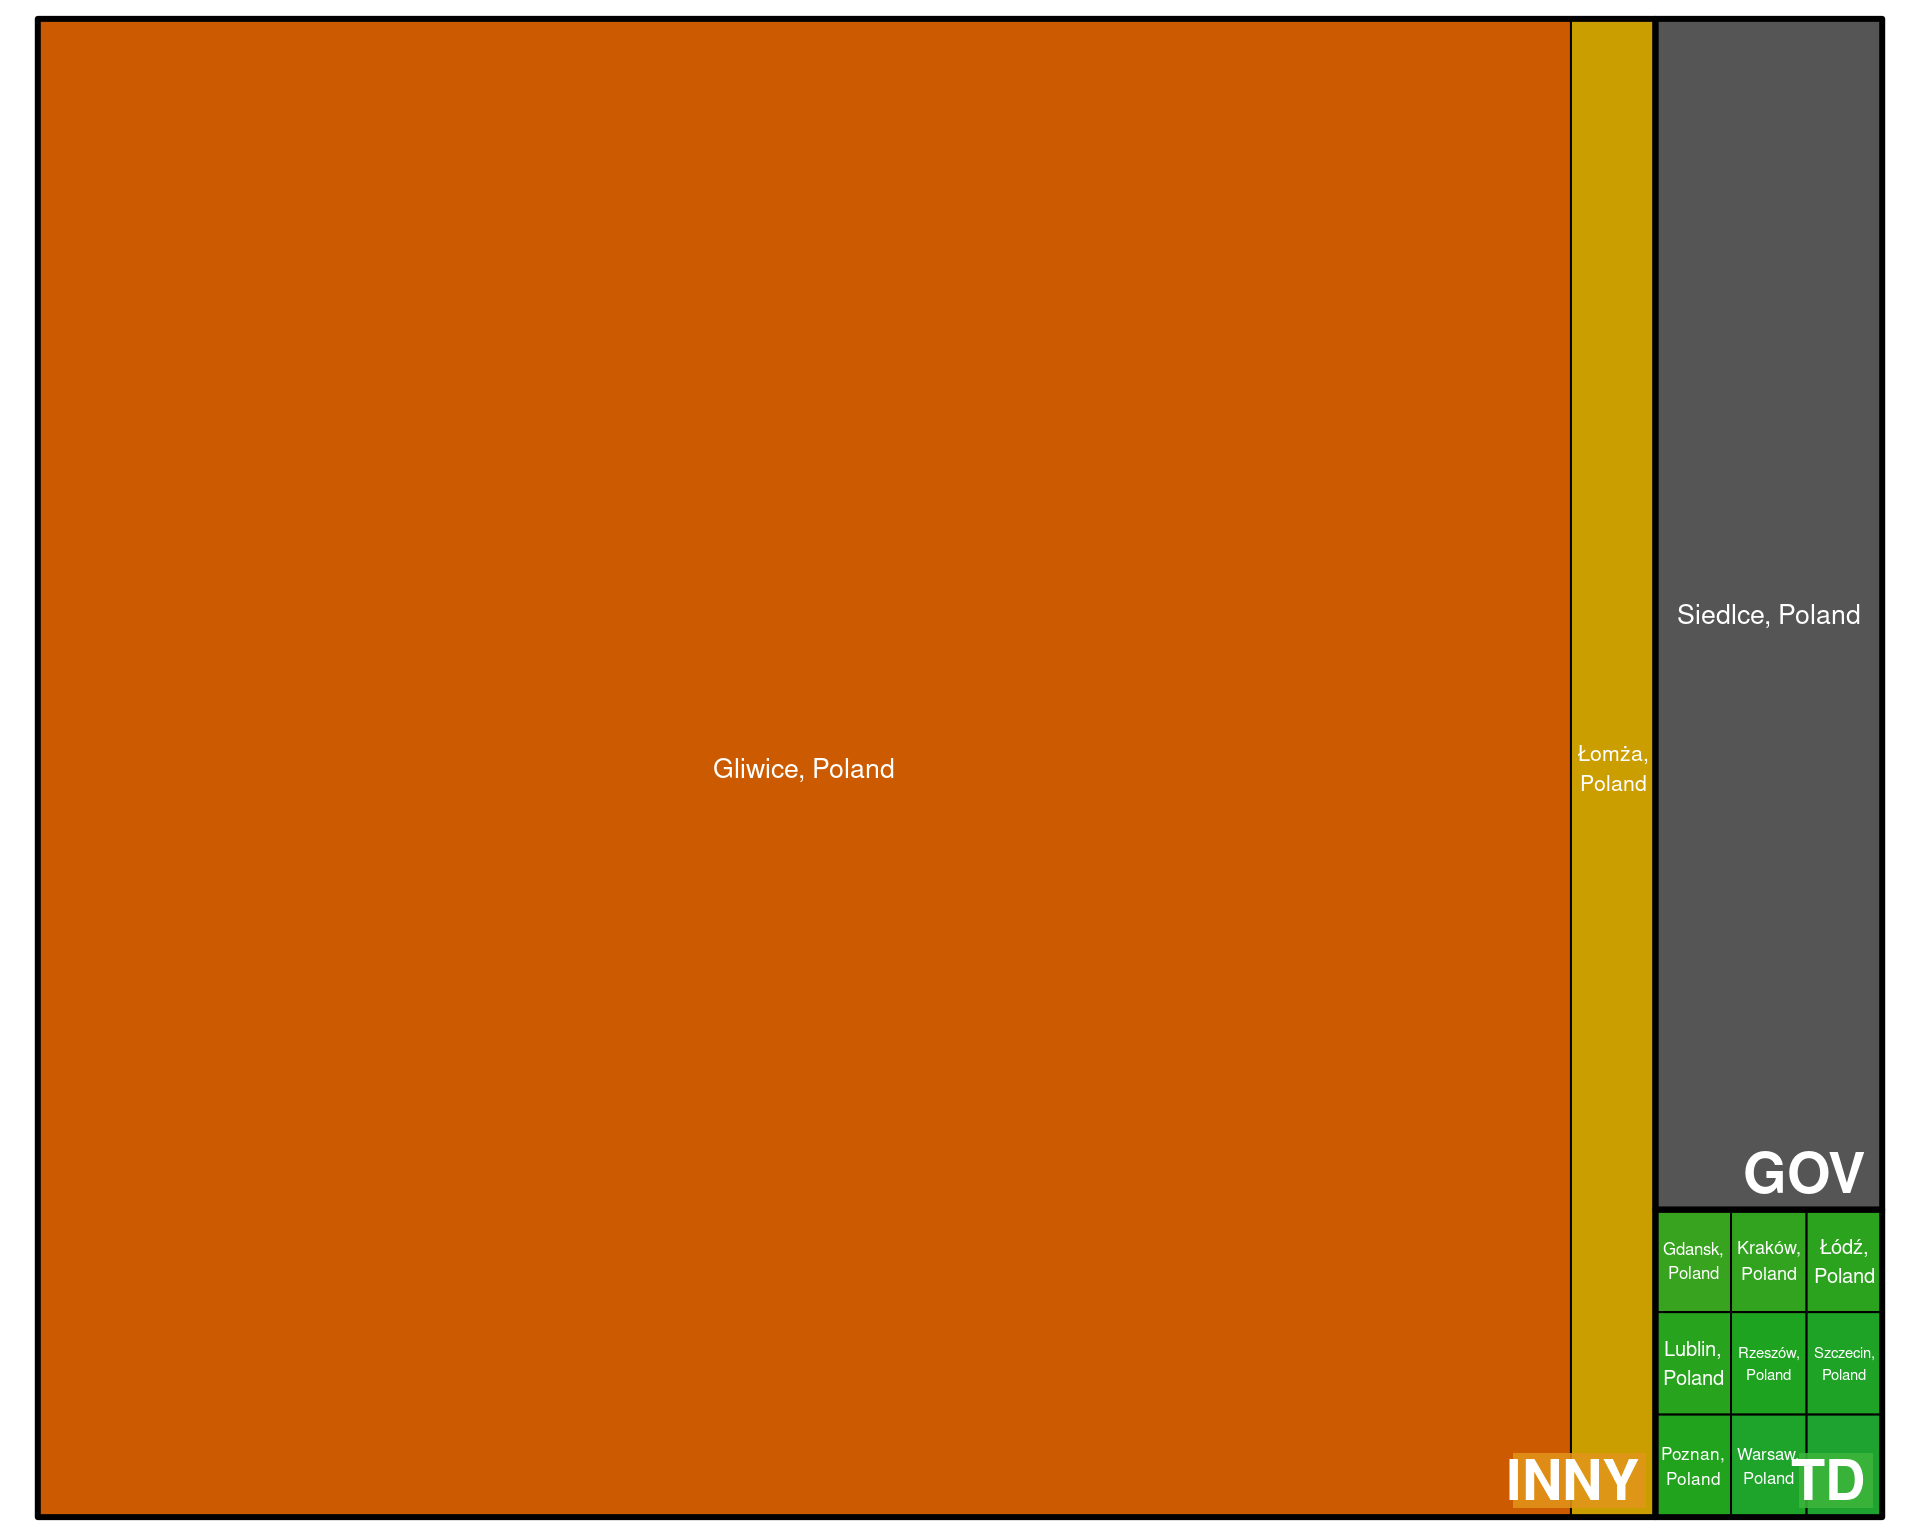 Gliwice, Poland
Łomża,
Poland
INNY
Siedlce, Poland
GOV
Gdansk,
Poland
Kraków,
Poland
Łódź,
Poland
Lublin,
Poland
Rzeszów,
Poland
Szczecin,
Poland
Poznan,
Poland
Warsaw,
Poland
TD